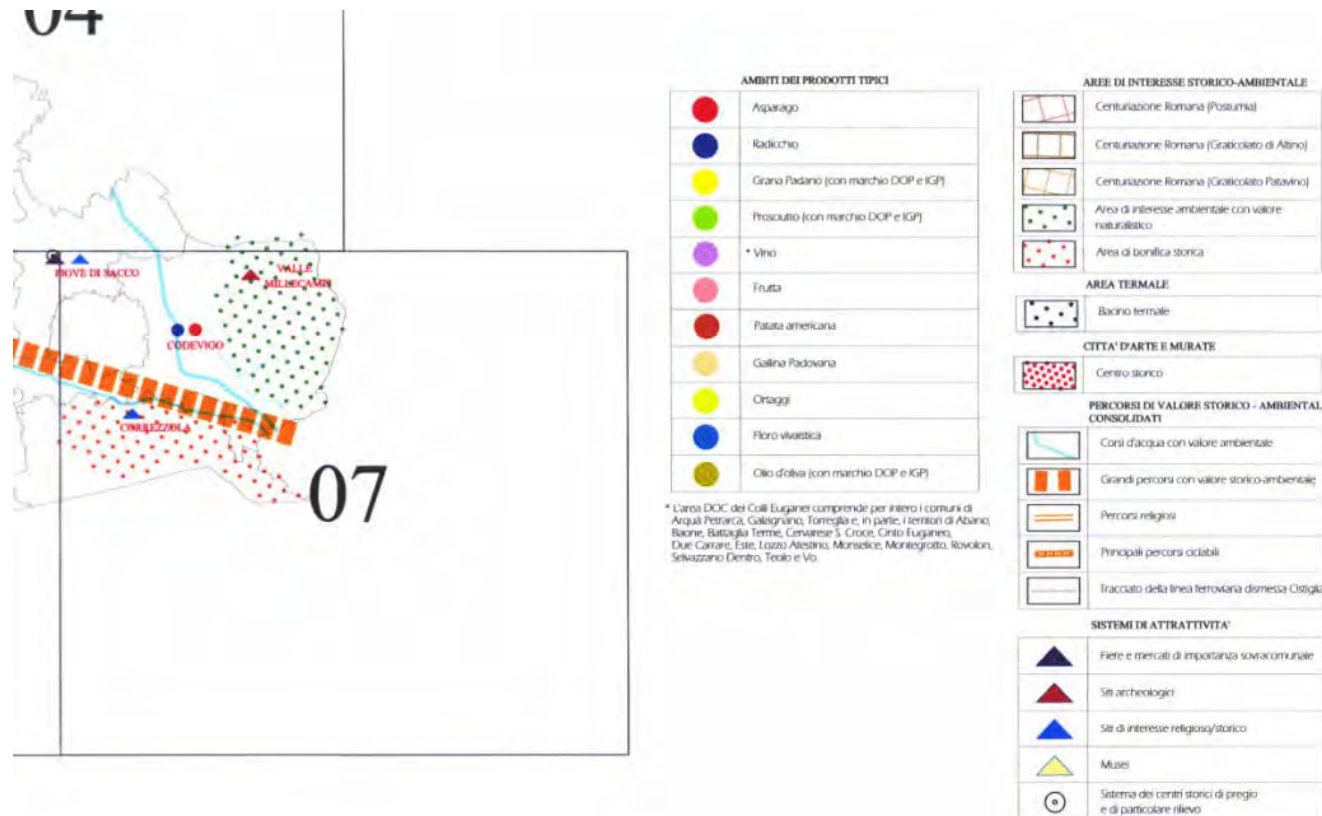 04
PIOVE DI SACCO
VALLE
MILLECAMPI
CODEVIGO
CORREZZOLA
07
AMBITI DEI PRODOTTI TIPICI
Asparago
Radicchio
Grana Padano (con marchio DOP e IGP)
Prosciutto (con marchio DOP e IGP)
* Vino
Frutta
Patata americana
Gallina Padovana
Ortaggi
Floro vivaistica
Olio d'oliva (con marchio DOP e IGP)
* L'area DOC dei Colli Euganei comprende per intero i comuni di
Arquà Petrarca, Galzignano, Torreglia e, in parte, i territori di Abano,
Baone, Battaglia Terme, Cervarese S. Croce, Cinto Euganeo,
Due Carrare, Este, Lozzo Atestino, Monselice, Montegrotto, Rovolon,
Selvazzano Dentro, Teolo e Vo.
AREE DI INTERESSE STORICO-AMBIENTALE
Centuriazione Romana (Postumia)
Centuriazione Romana (Graticolato di Altino)
Centuriazione Romana (Graticolato Patavino)
Area di interesse ambientale con valore
naturalistico
Area di bonifica storica
AREA TERMALE
Bacino termale
CITTA' D'ARTE E MURATE
Centro storico
PERCORSI DI VALORE STORICO - AMBIENTAL
CONSOLIDATI
Corsi d'acqua con valore ambientale
Grandi percorsi con valore storico-ambientale
Percorsi religiosi
Principali percorsi ciclabili
Tracciato della linea ferroviaria dismessa Ostiglia
SISTEMI DI ATTRATTIVITA'
Fiere e mercati di importanza sovracomunale
Siti archeologici
Siti di interesse religioso/storico
Musei
Sistema dei centri storici di pregio
e di particolare rilievo